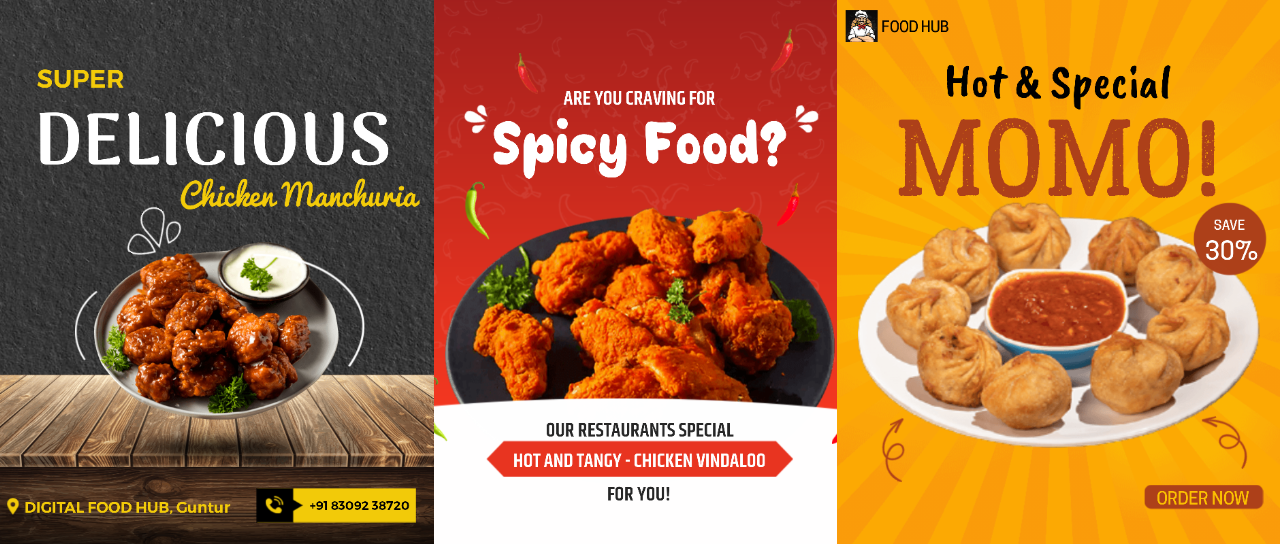 SUPER
DELICIOUS
Chicken Manchuria
DIGITAL FOOD HUB, Guntur
+91 83092 38720
ARE YOU CRAVING FOR
Spicy Food?
OUR RESTAURANTS SPECIAL
HOT AND TANGY - CHICKEN VINDALOO
FOR YOU!
FOOD HUB
Hot & Special
MOMO!
SAVE
30%
ORDER NOW